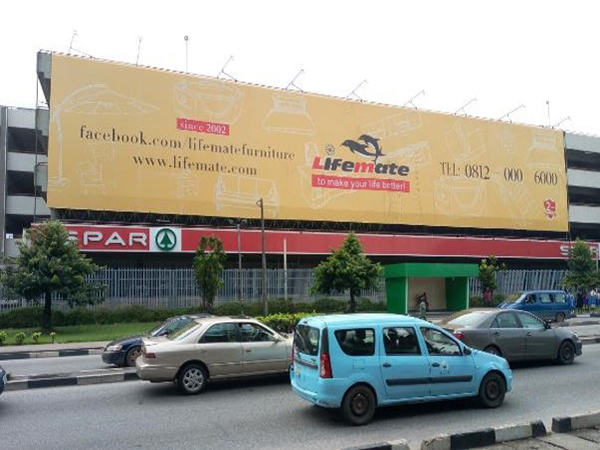 since 2002
facebook.com/lifematefurniture
www.lifemate.com
Lifemate
to make your life better!
TEL: 0812 - 000 6000
SPAR